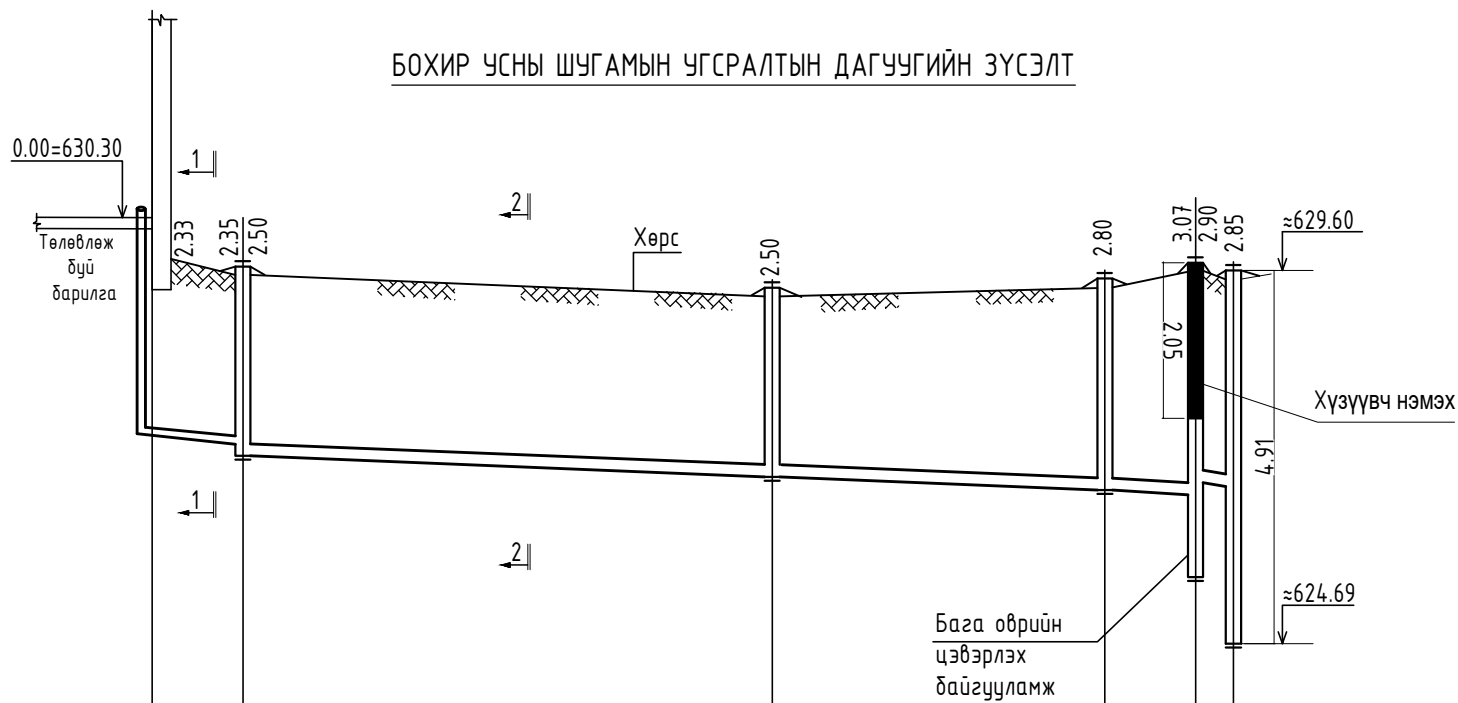 БОХИР УСНЫ ШУГАМЫН УГСРАЛТЫН ДАГУУГИЙН ЗҮСЭЛТ
0.00=630.30
1
2
2.33
2.35
2.50
Төлөвлөж
буй
барилга
Хөрс
2.50
2.80
3.07
2.90
2.85
≈629.60
2.05
Хүзүүвч нэмэх
4.91
1
2
≈624.69
Бага оврийн
цэвэрлэх
байгууламж